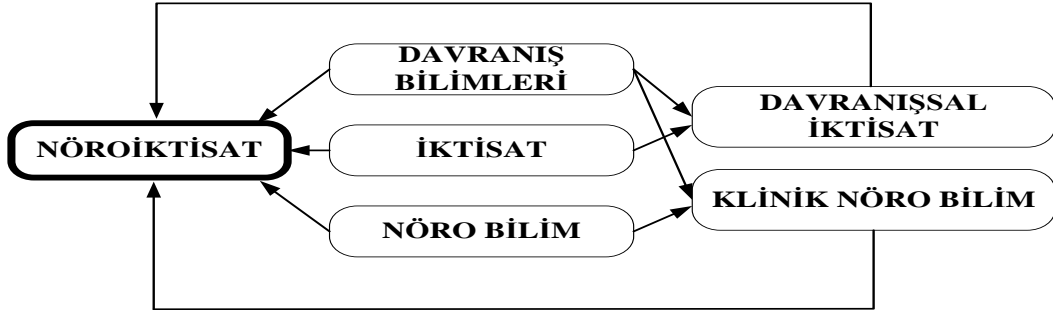 DAVRANIŞ
BİLİMLERİ
DAVRANIŞSAL
İKTİSAT
NÖROİKTİSAT
İKTİSAT
KLİNİK NÖRO BİLİM
NÖRO BİLİM